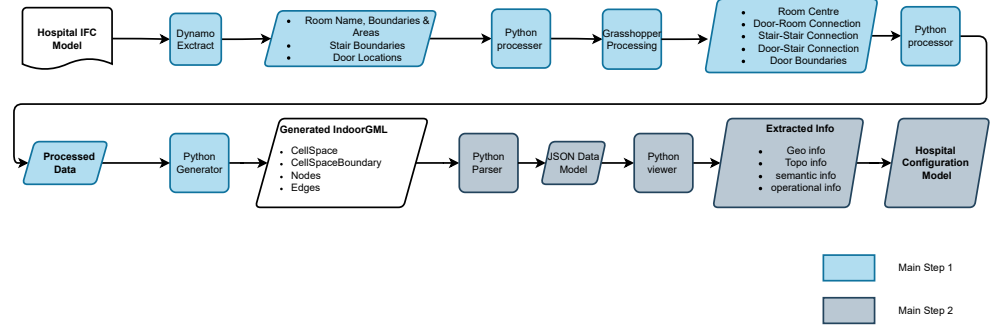 Hospital IFC
Model
Dynamo
Exctract
• Room Name, Boundaries &
Areas
• Stair Boundaries
• Door Locations
Python
processer
Grasshopper
Processing
• Room Centre
• Door-Room Connection
• Stair-Stair Connection
• Door-Stair Connection
• Door Boundaries
Python
processor
Processed
Data
Python
Generator
Generated IndoorGML
• CellSpace
• CellSpaceBoundary
• Nodes
• Edges
Python
Parser
JSON Data
Model
Python
viewer
Extracted Info
• Geo info
• Topo info
• semantic info
• operational info
Hospital
Configuration
Model
Main Step 1
Main Step 2